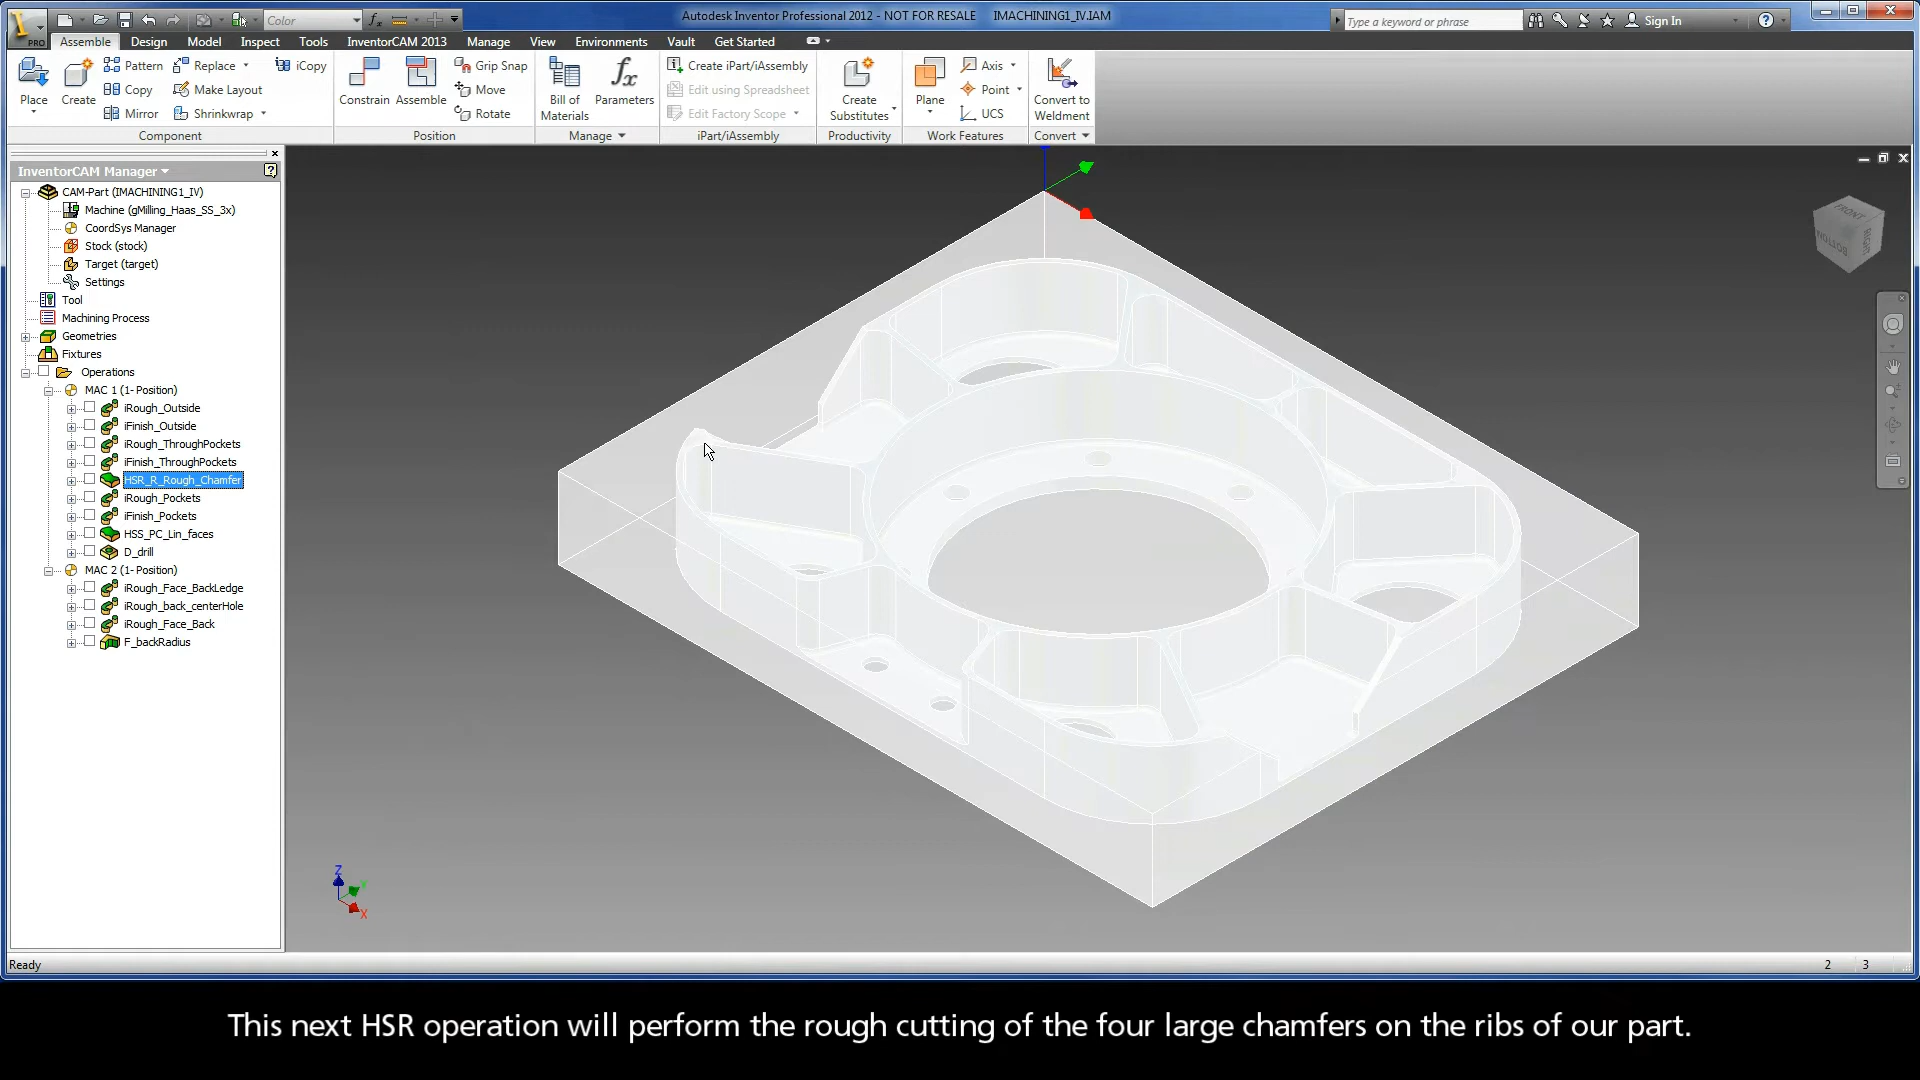 Autodesk Inventor Professional 2012 - NOT FOR RESALE IMACHINING1_IV.IAM
Type a keyword or phrase
Sign In
PRO
Color
Assemble Design Model Inspect Tools InventorCAM 2013 Manage View Environments Vault Get Started
Place
Create
Pattern
Copy
Mirror
Replace
Make Layout
Shrinkwrap
iCopy
Component
Constrain
Assemble
Grip Snap
Move
Rotate
Position
Bill of Materials
Parameters
Manage
Create iPart/iAssembly
Edit using Spreadsheet
Edit Factory Scope
iPart/iAssembly
Create Substitutes
Productivity
Plane
Axis
Point
UCS
Work Features
Convert to Weldment
Convert
InventorCAM Manager
CAM-Part (IMACHINING1_IV)
Machine (gMilling_Haas_SS_3x)
CoordSys Manager
Stock (stock)
Target (target)
Settings
Tool
Machining Process
Geometries
Fixtures
Operations
MAC 1 (1- Position)
iRough_Outside
iFinish_Outside
iRough_ThroughPockets
iFinish_ThroughPockets
HSR_R_Rough_Chamfer
iRough_Pockets
iFinish_Pockets
HSS_PC_Lin_faces
D_drill
MAC 2 (1- Position)
iRough_Face_BackLedge
iRough_back_centerHole
iRough_Face_Back
F_backRadius
FRONT
RIGHT
BOTTOM
Z
Y
X
Ready
2 3
This next HSR operation will perform the rough cutting of the four large chamfers on the ribs of our part.